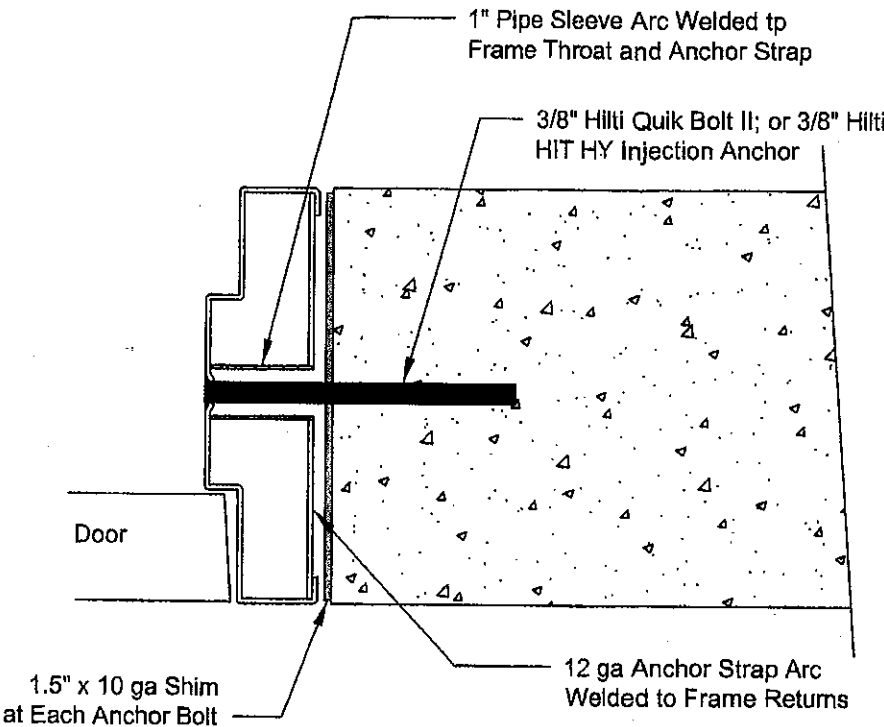 1" Pipe Sleeve Arc Welded tp
Frame Throat and Anchor Strap
3/8" Hilti Quik Bolt II; or 3/8" Hilti
HIT HY Injection Anchor
Door
1.5" x 10 ga Shim
at Each Anchor Bolt
12 ga Anchor Strap Arc
Welded to Frame Returns